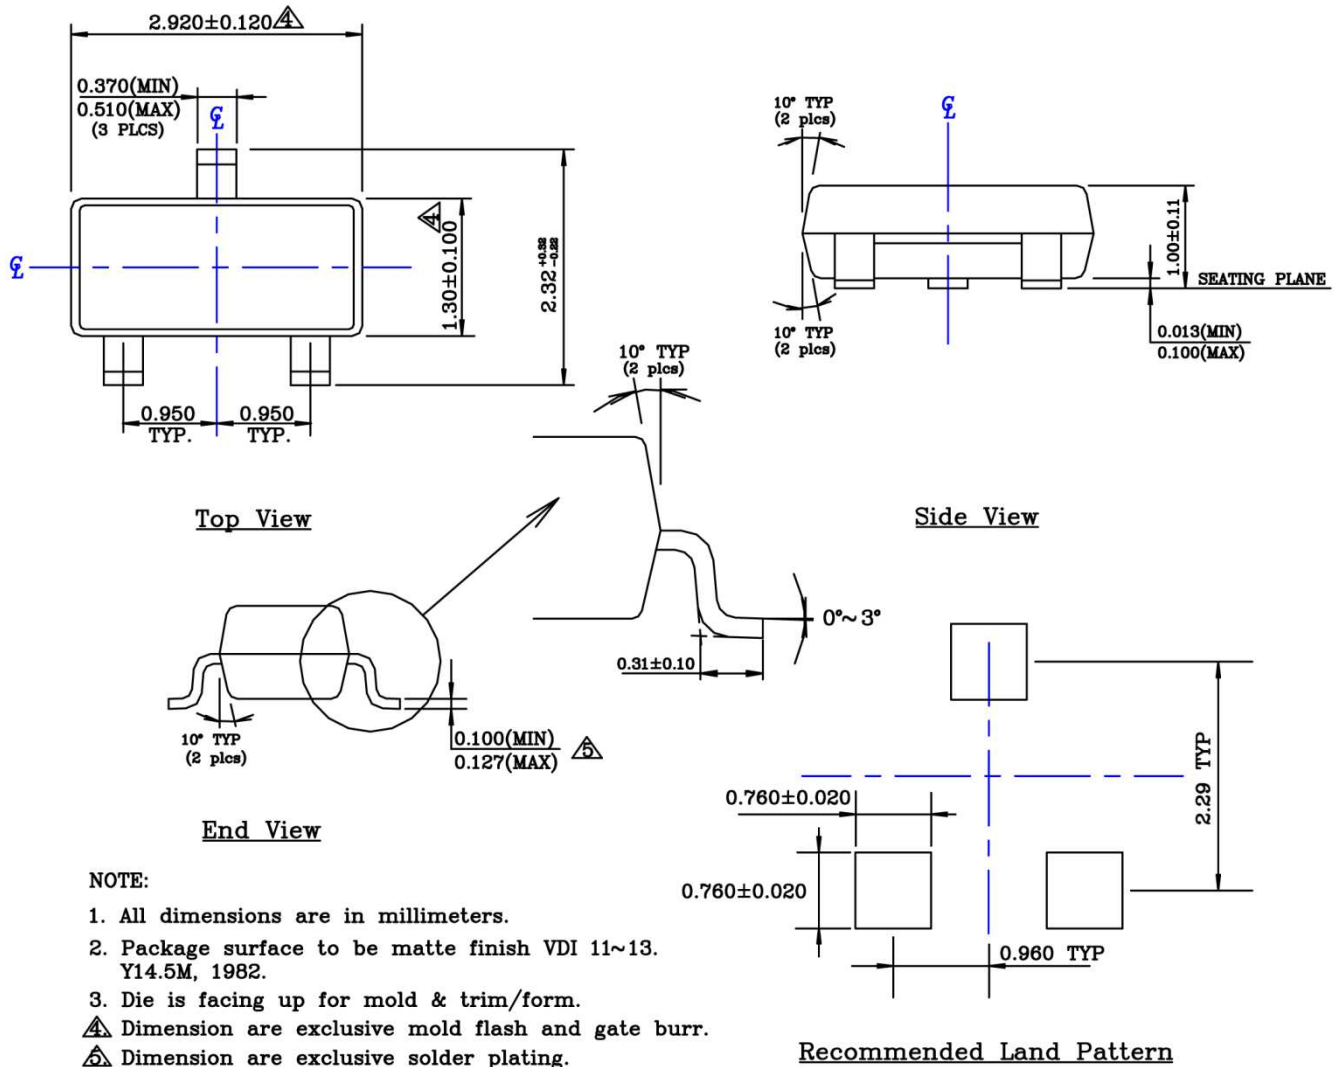 2.920±0.120 4
0.370(MIN)
0.510(MAX)
(3 PLCS)
℄
℄
4
1.30±0.100
2.32 +0.32 -0.22
0.950
TYP.
0.950
TYP.
Top View
10° TYP
(2 plcs)
℄
1.00±0.11
SEATING PLANE
0.013(MIN)
0.100(MAX)
10° TYP
(2 plcs)
Side View
10° TYP
(2 plcs)
0°~3°
0.31±0.10
10° TYP
(2 plcs)
0.100(MIN)
0.127(MAX)
5
End View
0.760±0.020
0.760±0.020
2.29 TYP
0.960 TYP
Recommended Land Pattern
NOTE:
1. All dimensions are in millimeters.
2. Package surface to be matte finish VDI 11~13.
Y14.5M, 1982.
3. Die is facing up for mold & trim/form.
4. Dimension are exclusive mold flash and gate burr.
5. Dimension are exclusive solder plating.